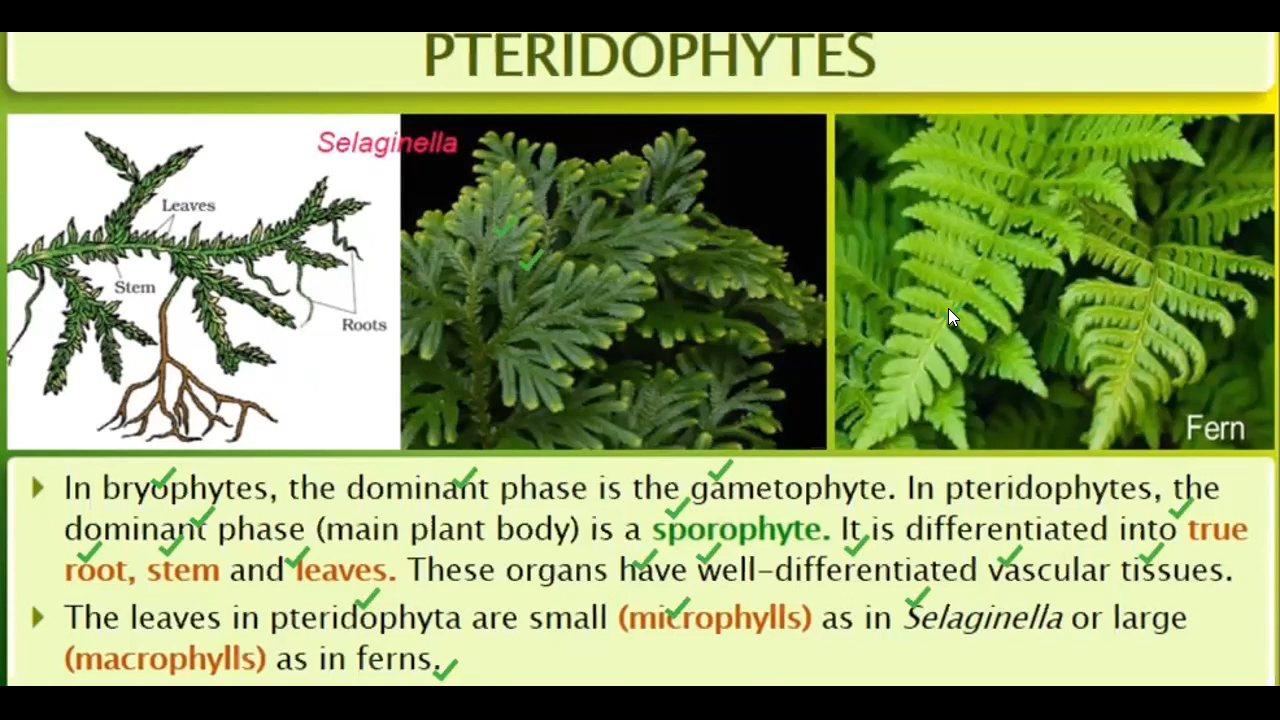 PTERIDOPHYTES
Selaginella
Leaves
Stem
Roots
Fern
In bryophytes, the dominant phase is the gametophyte. In pteridophytes, the
dominant phase (main plant body) is a sporophyte. It is differentiated into true
root, stem and leaves. These organs have well-differentiated vascular tissues.
The leaves in pteridophyta are small (microphylls) as in Selaginella or large
(macrophylls) as in ferns.